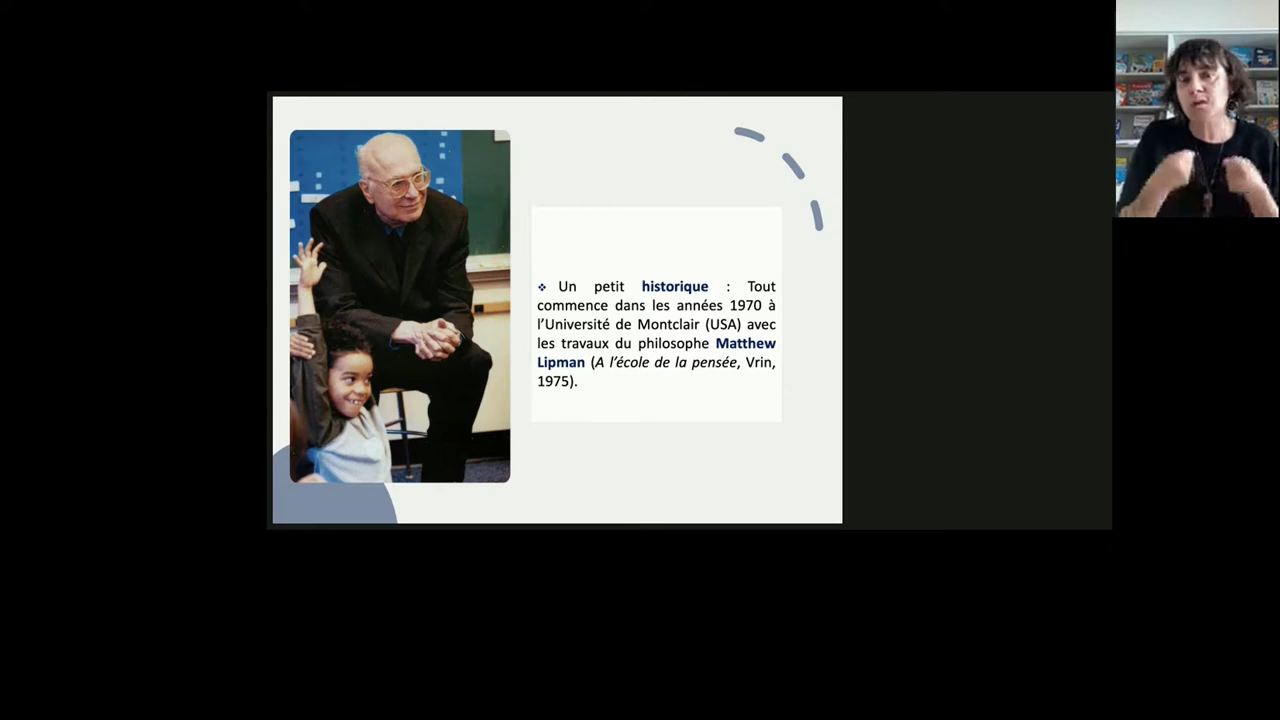 ❖ Un petit historique : Tout
commence dans les années 1970 à
l’Université de Montclair (USA) avec
les travaux du philosophe Matthew
Lipman (A l’école de la pensée, Vrin,
1975).